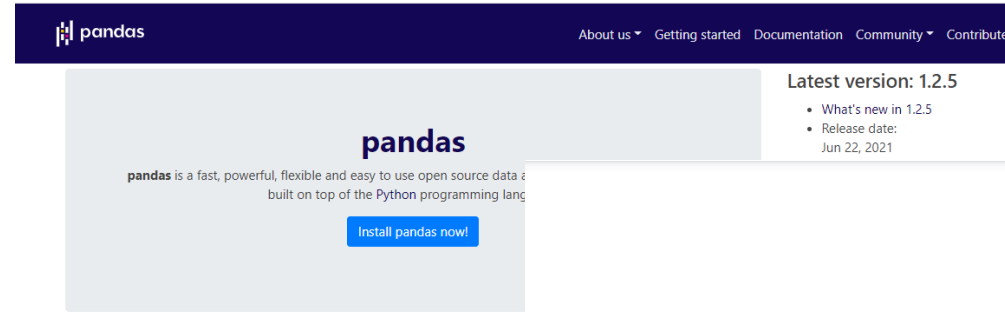 pandas
About us Getting started Documentation Community Contribute
pandas
pandas is a fast, powerful, flexible and easy to use open source data
built on top of the Python programming
Install pandas now!
Latest version: 1.2.5
What's new in 1.2.5
Release date:
Jun 22, 2021